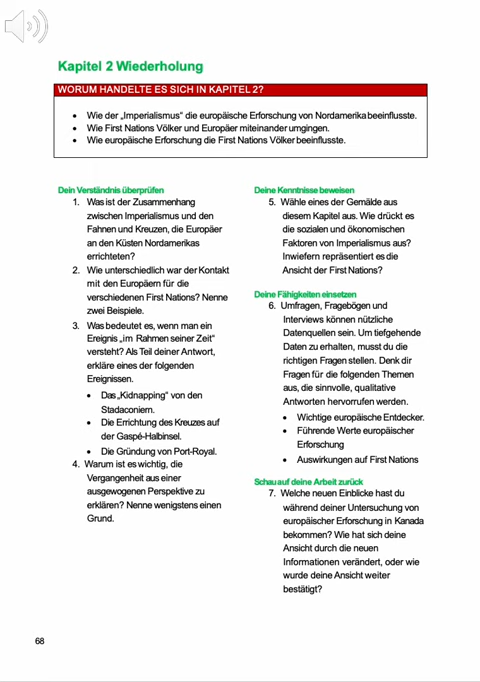 Kapitel 2 Wiederholung
WORUM HANDELTE ES SICH IN KAPITEL 2?
• Wie der „Imperialismus“ die europäische Erforschung von Nordamerika beeinflusste.
• Wie First Nations Völker und Europäer miteinander umgingen.
• Wie europäische Erforschung die First Nations Völker beeinflusste.
Dein Verständnis überprüfen
1. Was ist der Zusammenhang
zwischen Imperialismus und den
Fahnen und Kreuzen, die Europäer
an den Küsten Nordamerikas
errichteten?
2. Wie unterschiedlich war der Kontakt
mit den Europäern für die
verschiedenen First Nations? Nenne
zwei Beispiele.
3. Was bedeutet es, wenn man ein
Ereignis „im Rahmen seiner Zeit“
versteht? Als Teil deiner Antwort,
erkläre eines der folgenden
Ereignissen.
• Das „Kidnapping“ von den
Stadaconiern.
• Die Errichtung des Kreuzes auf
der Gaspé-Halbinsel.
• Die Gründung von Port-Royal.
4. Warum ist es wichtig, die
Vergangenheit aus einer
ausgewogenen Perspektive zu
erklären? Nenne wenigstens einen
Grund.
Deine Kenntnisse beweisen
5. Wähle eines der Gemälde aus
diesem Kapitel aus. Wie drückt es
die sozialen und ökonomischen
Faktoren von Imperialismus aus?
Inwiefern repräsentiert es die
Ansicht der First Nations?
Deine Fähigkeiten einsetzen
6. Umfragen, Fragebögen und
Interviews können nützliche
Datenquellen sein. Um tiefgehende
Daten zu erhalten, musst du die
richtigen Fragen stellen. Denk dir
Fragen für die folgenden Themen
aus, die sinnvolle, qualitative
Antworten hervorrufen werden.
• Wichtige europäische Entdecker.
• Führende Werte europäischer
Erforschung
• Auswirkungen auf First Nations
Schau auf deine Arbeit zurück
7. Welche neuen Einblicke hast du
während deiner Untersuchung von
europäischer Erforschung in Kanada
bekommen? Wie hat sich deine
Ansicht durch die neuen
Informationen verändert, oder wie
wurde deine Ansicht weiter
bestätigt?
68